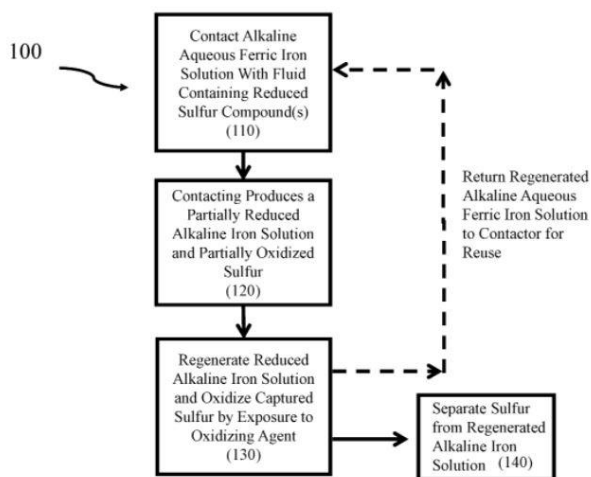 100
Contact Alkaline
Aqueous Ferric Iron
Solution With Fluid
Containing Reduced
Sulfur Compound(s)
(110)
Contacting Produces a
Partially Reduced
Alkaline Iron Solution
and Partially Oxidized
Sulfur
(120)
Return Regenerated
Alkaline Aqueous
Ferric Iron Solution
to Contactor for
Reuse
Regenerate Reduced
Alkaline Iron Solution
and Oxidize Captured
Sulfur by Exposure to
Oxidizing Agent
(130)
Separate Sulfur
from Regenerated
Alkaline Iron
Solution (140)